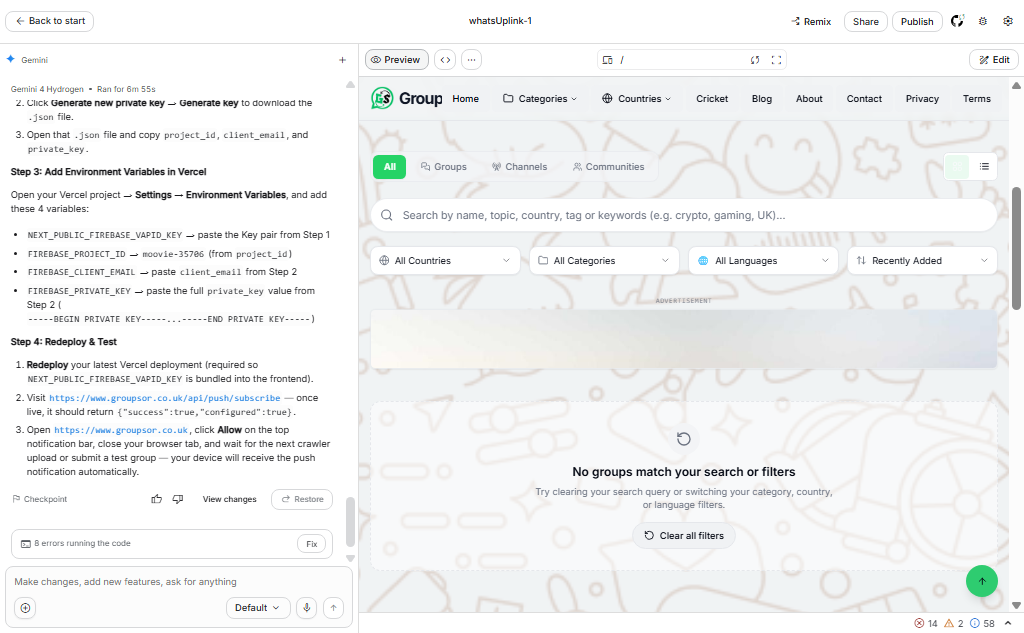 Back to start
whatsUplink-1
Remix
Share
Publish
Gemini
Preview
/
Edit
Gemini 4 Hydrogen • Ran for 6m 55s
2. Click Generate new private key → Generate key to download the
.json file.
3. Open that .json file and copy project_id, client_email, and
private_key.
Step 3: Add Environment Variables in Vercel
Open your Vercel project → Settings → Environment Variables, and add
these 4 variables:
• NEXT_PUBLIC_FIREBASE_VAPID_KEY → paste the Key pair from Step 1
• FIREBASE_PROJECT_ID → moovie-35706 (from project_id)
• FIREBASE_CLIENT_EMAIL → paste client_email from Step 2
• FIREBASE_PRIVATE_KEY → paste the full private_key value from
Step 2 (
-----BEGIN PRIVATE KEY-----...-----END PRIVATE KEY-----)
Step 4: Redeploy & Test
1. Redeploy your latest Vercel deployment (required so
NEXT_PUBLIC_FIREBASE_VAPID_KEY is bundled into the frontend).
2. Visit https://www.groupsor.co.uk/api/push/subscribe — once
live, it should return {"success":true,"configured":true}.
3. Open https://www.groupsor.co.uk, click Allow on the top
notification bar, close your browser tab, and wait for the next crawler
upload or submit a test group — your device will receive the push
notification automatically.
Checkpoint
View changes
Restore
8 errors running the code
Fix
Make changes, add new features, ask for anything
Default
GS Group
Home
Categories
Countries
Cricket
Blog
About
Contact
Privacy
Terms
All
Groups
Channels
Communities
Search by name, topic, country, tag or keywords (e.g. crypto, gaming, UK)...
All Countries
All Categories
All Languages
Recently Added
ADVERTISEMENT
No groups match your search or filters
Try clearing your search query or switching your category, country,
or language filters.
Clear all filters
14
2
58